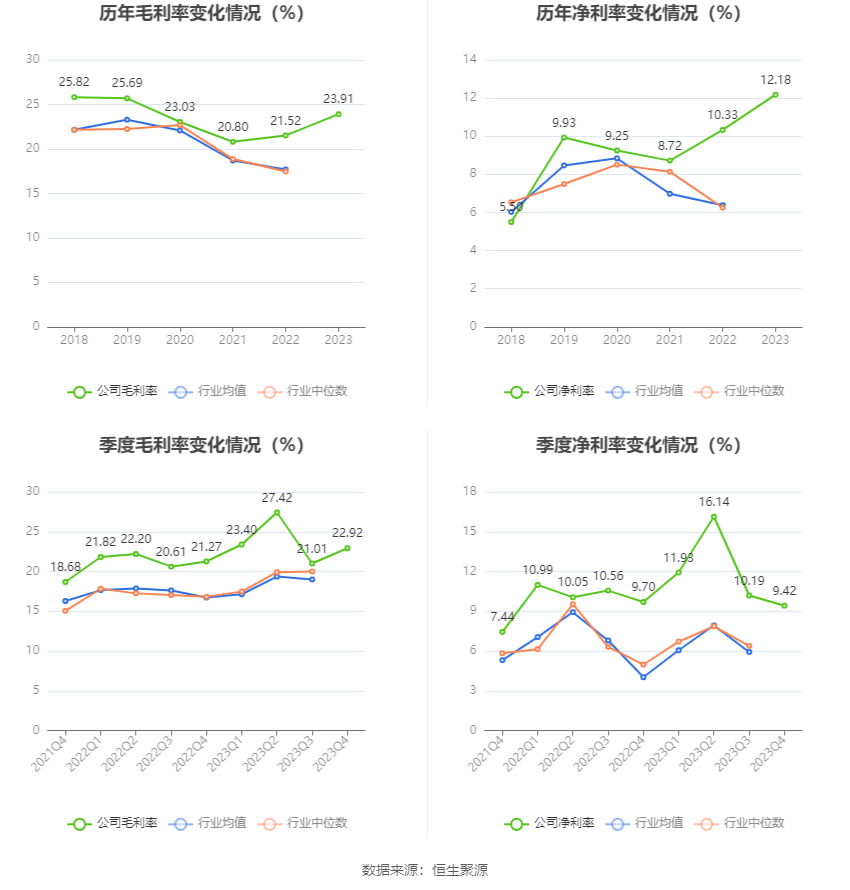 历年毛利率变化情况（%）
30
25
20
15
10
5
0
25.82
25.69
23.03
20.80
21.52
23.91
2018
2019
2020
2021
2022
2023
公司毛利率
行业均值
行业中位数
历年净利率变化情况（%）
14
12
10
8
6
4
2
0
5.50
9.93
9.25
8.72
10.33
12.18
2018
2019
2020
2021
2022
2023
公司净利率
行业均值
行业中位数
季度毛利率变化情况（%）
30
25
20
15
10
5
0
18.68
21.82
22.20
20.61
21.27
23.40
27.42
21.01
22.92
2021Q4
2022Q1
2022Q2
2022Q3
2022Q4
2023Q1
2023Q2
2023Q3
2023Q4
公司毛利率
行业均值
行业中位数
季度净利率变化情况（%）
18
15
12
9
6
3
0
7.44
10.99
10.05
10.56
9.70
11.93
16.14
10.19
9.42
2021Q4
2022Q1
2022Q2
2022Q3
2022Q4
2023Q1
2023Q2
2023Q3
2023Q4
公司净利率
行业均值
行业中位数
数据来源：恒生聚源